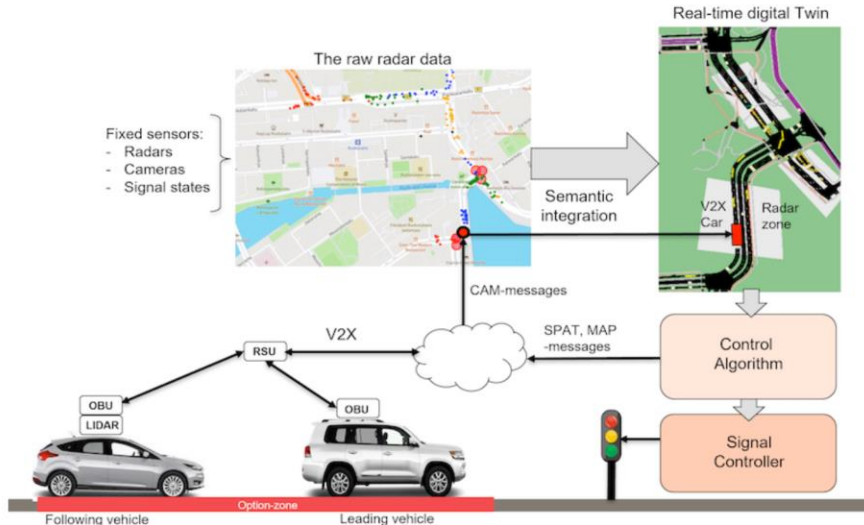 Real-time digital Twin
The raw radar data
Fixed sensors:
- Radars
- Cameras
- Signal states
Semantic
integration
V2X
Car
Radar
zone
CAM-messages
V2X
SPAT, MAP
-messages
Control
Algorithm
RSU
OBU
LIDAR
OBU
Signal
Controller
Option-zone
Following vehicle
Leading vehicle